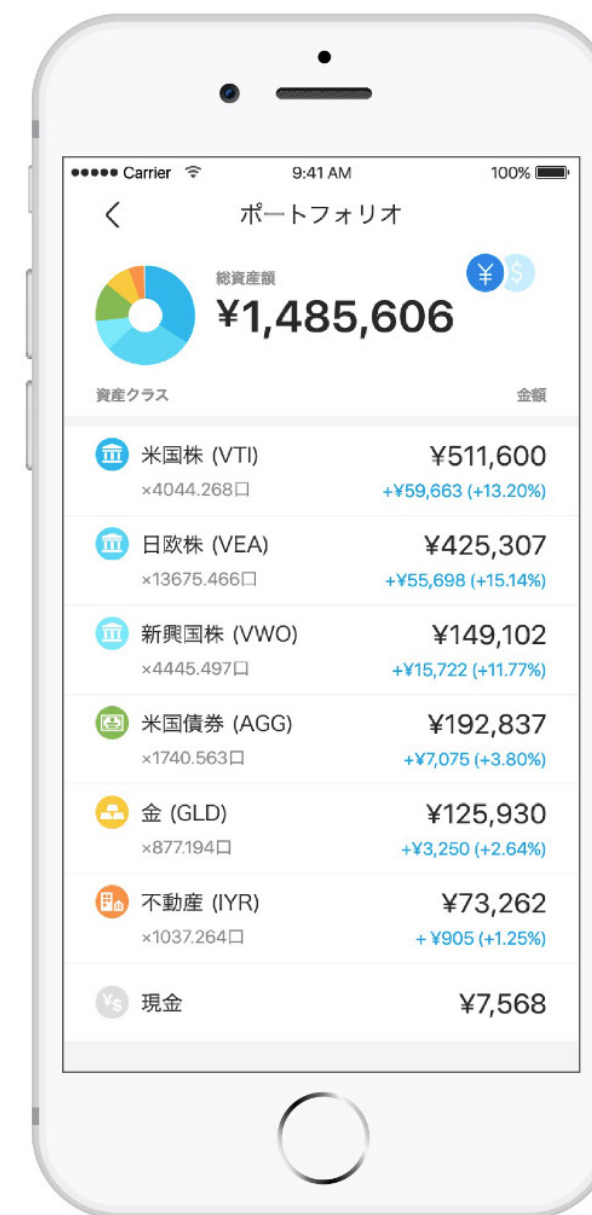 Carrier 9:41 AM 100%
ポートフォリオ
総資産額
¥ $
¥1,485,606
資産クラス 金額
米国株 (VTI) ¥511,600
×4044.268口 +¥59,663 (+13.20%)
日欧株 (VEA) ¥425,307
×13675.466口 +¥55,698 (+15.14%)
新興国株 (VWO) ¥149,102
×4445.497口 +¥15,722 (+11.77%)
米国債券 (AGG) ¥192,837
×1740.563口 +¥7,075 (+3.80%)
金 (GLD) ¥125,930
×877.194口 +¥3,250 (+2.64%)
不動産 (IYR) ¥73,262
×1037.264口 + ¥905 (+1.25%)
¥$ 現金 ¥7,568